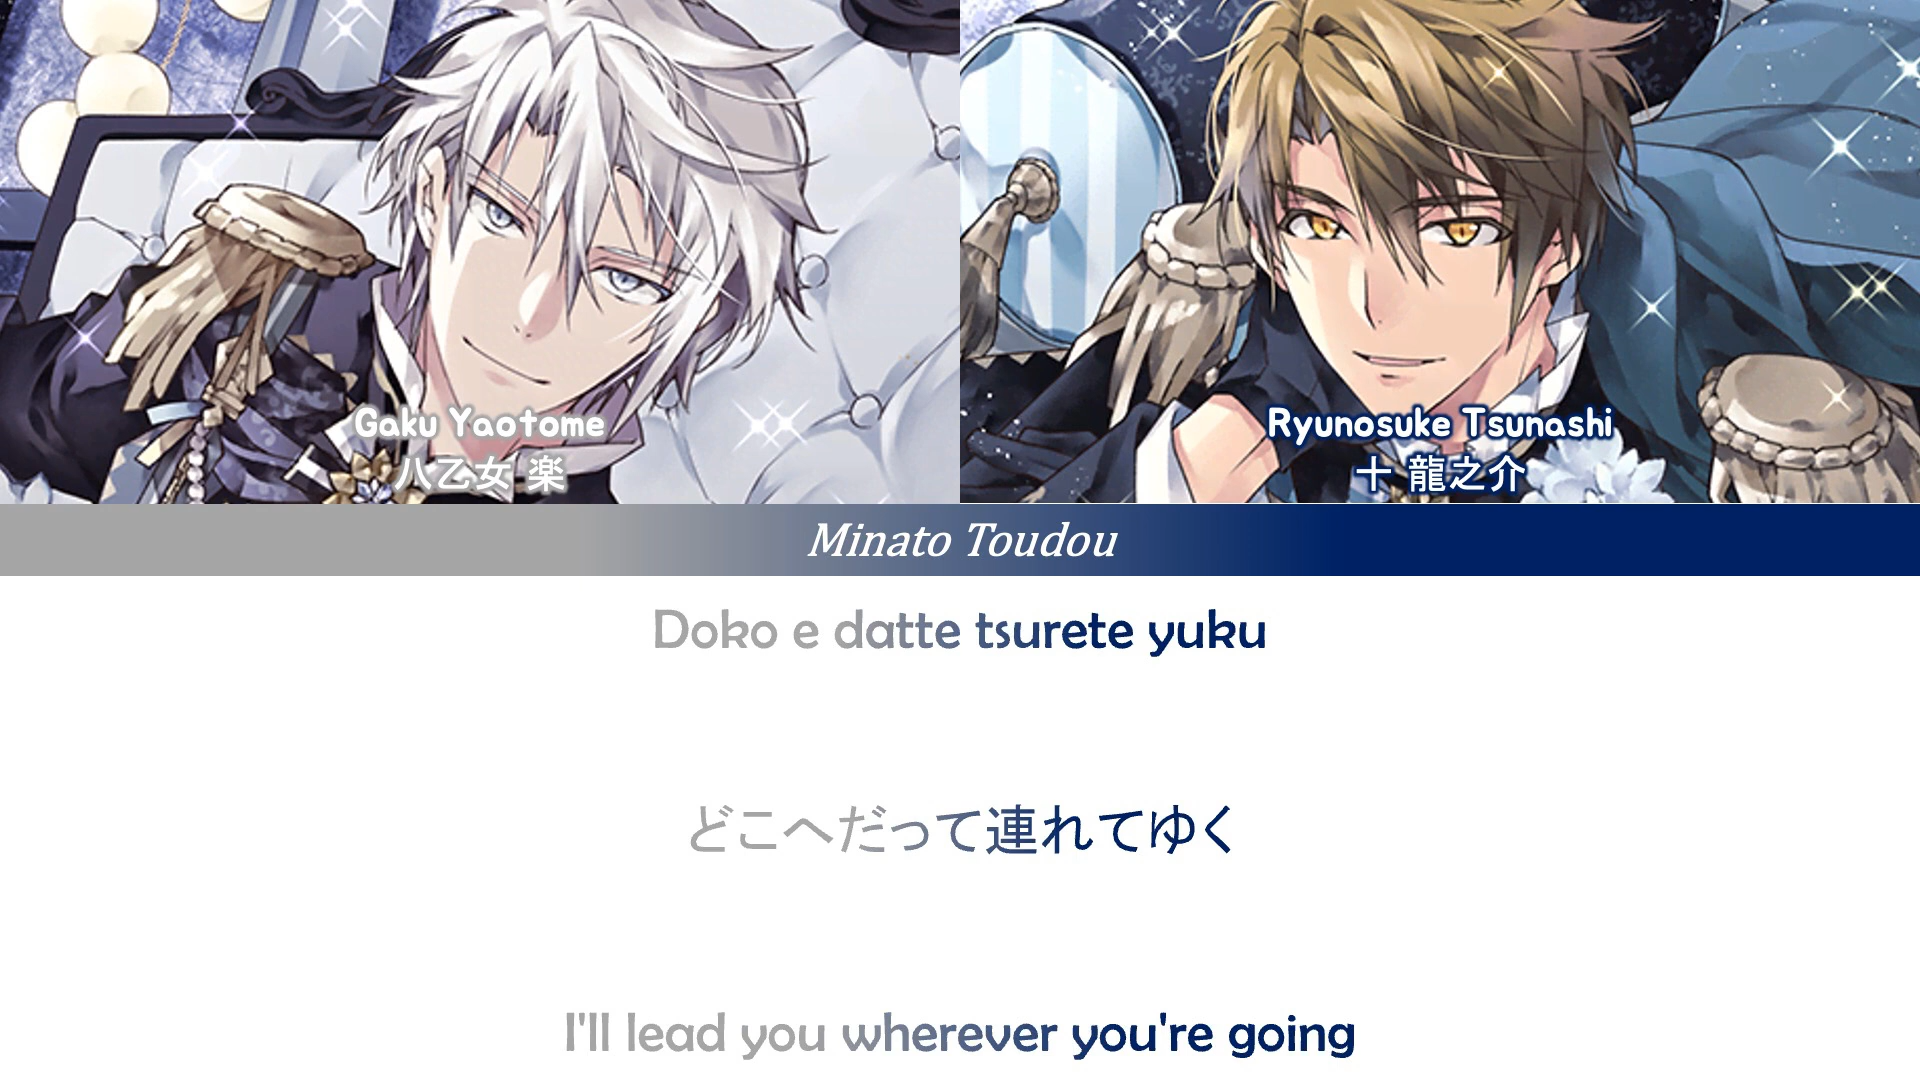 Gaku Yaotome
八乙女 楽
Ryunosuke Tsunashi
十 龍之介
Minato Toudou
Doko e datte tsurete yuku
どこへだって連れてゆく
I'll lead you wherever you're going